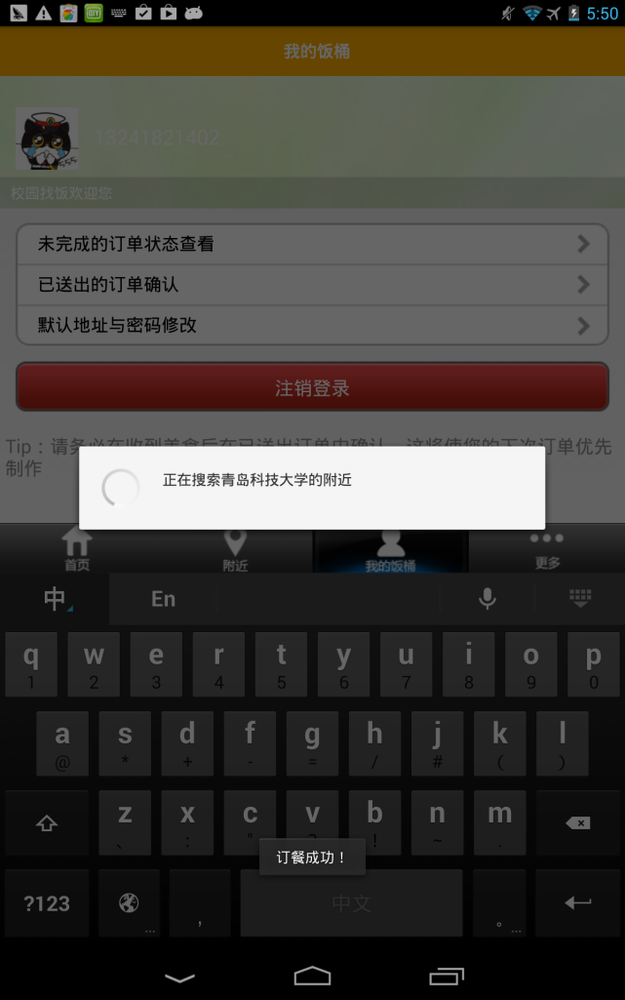 5:50
我的饭桶
13241821402
校园找饭欢迎您
未完成的订单状态查看
已送出的订单确认
默认地址与密码修改
注销登录
Tip：请务必在收到美食后在已送出订单中确认，这将使您的下次订单优先
制作
正在搜索青岛科技大学的附近
首页 附近 我的饭桶 更多
中 En
q w e r t y u i o p
1 2 3 4 5 6 7 8 9 0
a s d f g h j k l
@ * + - = / # ( )
z x c v b n m
、 : " ? ! ~ .
订餐成功！
?123 ， 中文 。